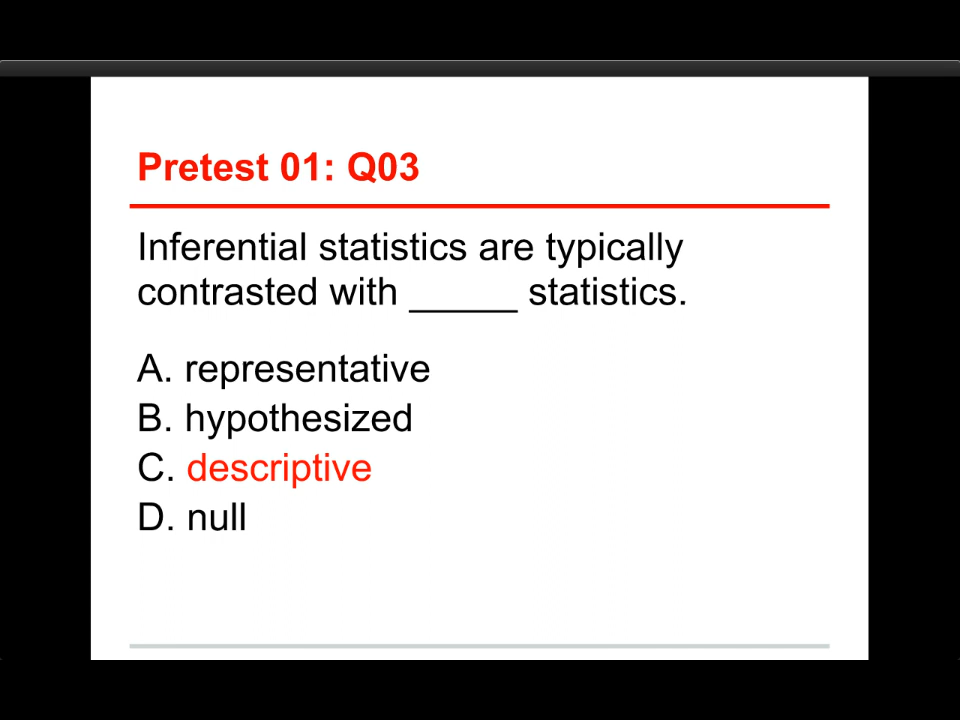 Pretest 01: Q03
Inferential statistics are typically
contrasted with _____ statistics.
A. representative
B. hypothesized
C. descriptive
D. null